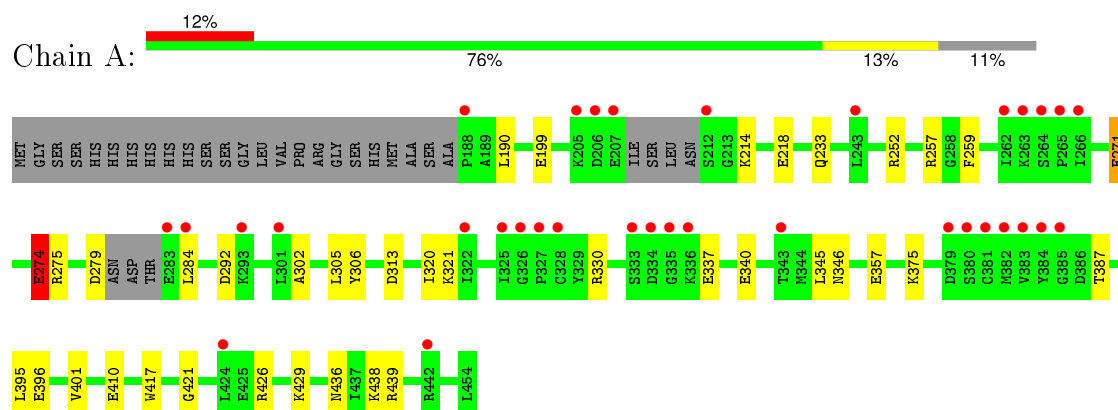 12%
Chain A:
76% 13% 11%
MET GLY SER SER HIS HIS HIS HIS HIS HIS SER SER GLY LEU VAL PRO ARG GLY SER HIS MET ALA SER ALA P188 A189 L190 E199 K205 D206 E207 ILE SER LEU ASN S212 G213 K214 E218 Q233 L243 R252 R257 G258 F259 I262 K263 S264 P265 I266 E271
E274 R275 D279 ASN ASP THR E283 L284 D292 K293 L301 A302 L305 Y306 D313 I320 K321 I322 I325 G326 P327 C328 Y329 R330 S333 D334 G335 K336 E337 E340 T343 M344 L345 N346 E357 K375 D379 S380 C381 M382 V383 Y384 G385 D386 T387
L395 E396 V401 E410 W417 G421 L424 E425 R426 K429 N436 I437 K438 R439 R442 L454